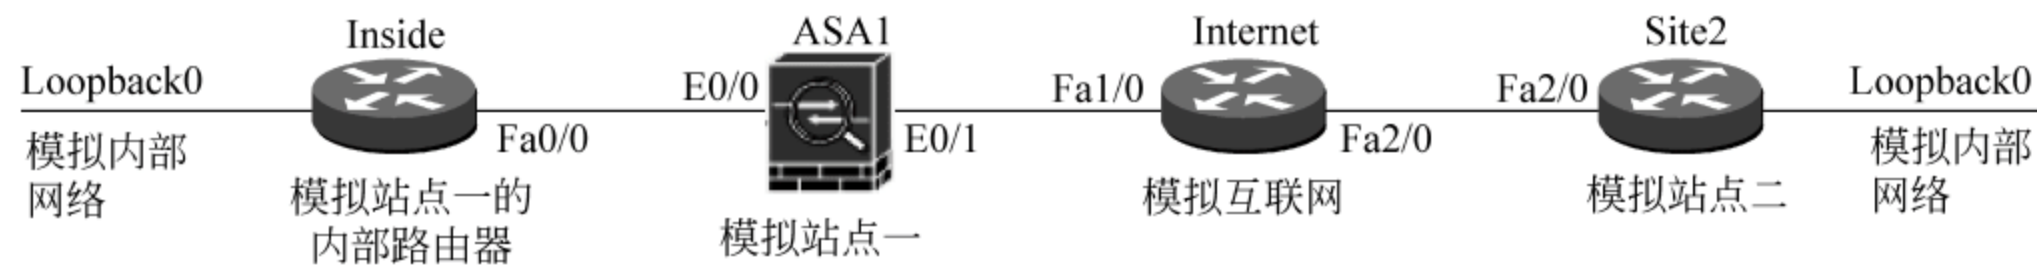 Inside
ASA1
Internet
Site2
Loopback0
E0/0
Fa1/0
Fa2/0
Loopback0
Fa0/0
E0/1
Fa2/0
模拟内部
网络
模拟站点一的
内部路由器
模拟站点一
模拟互联网
模拟站点二
模拟内部
网络